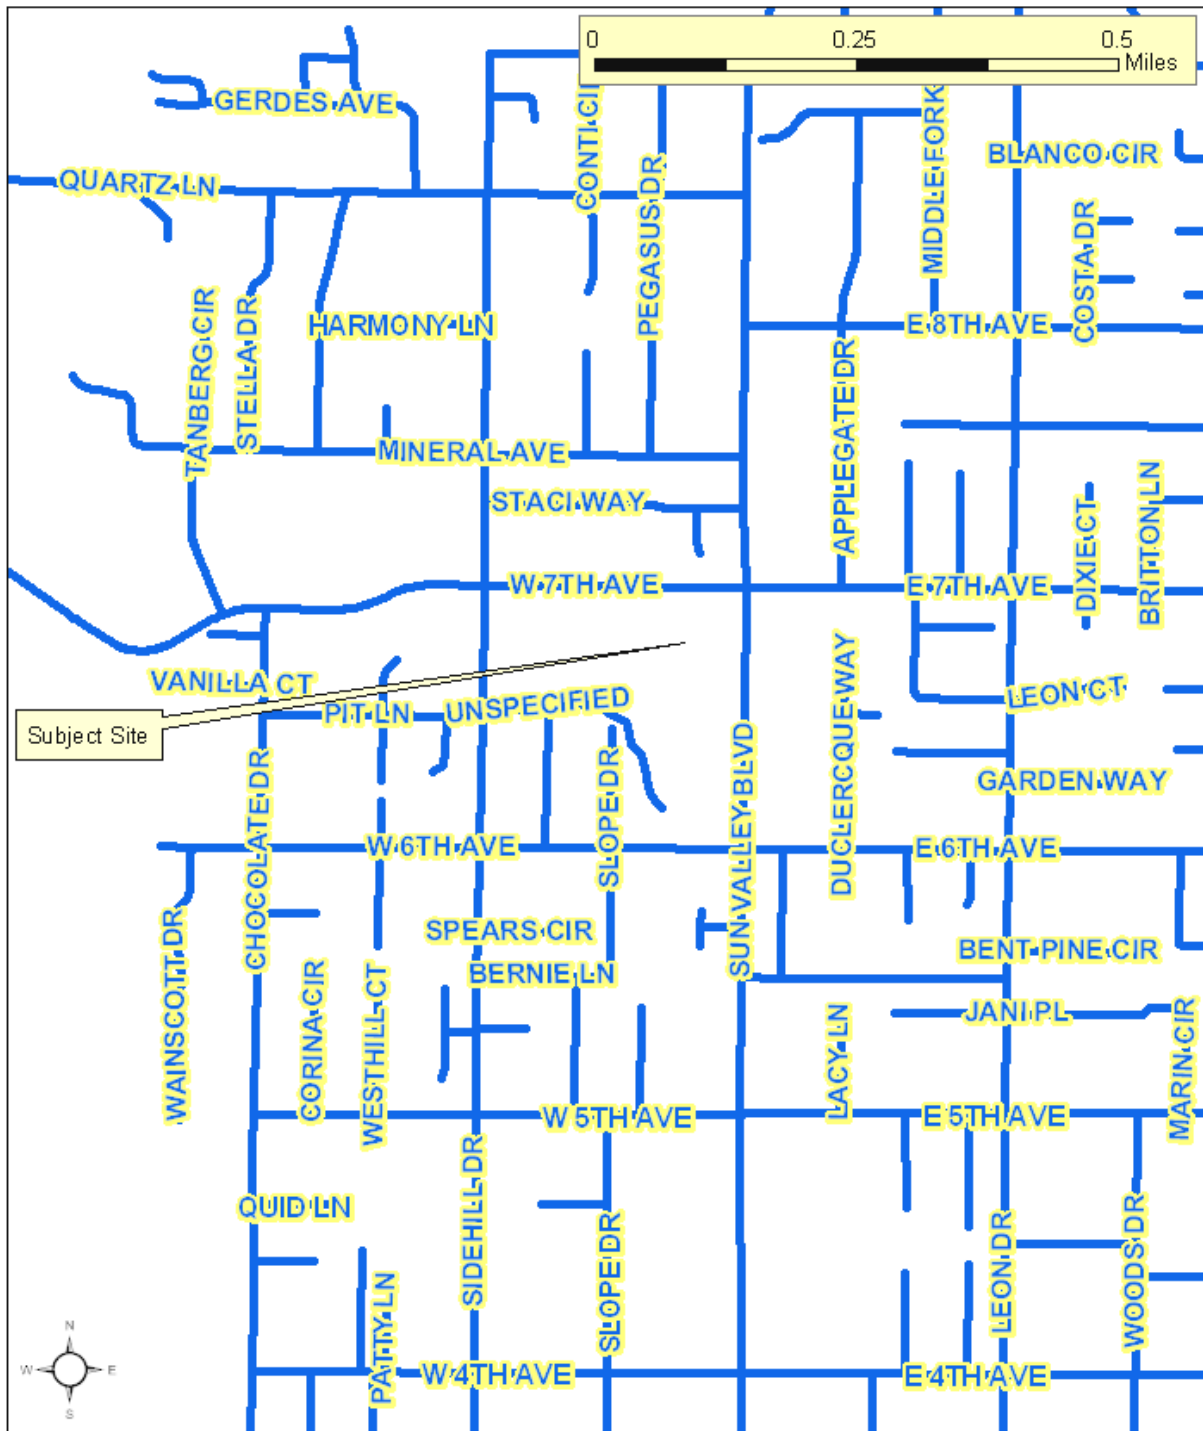 0 0.25 0.5
Miles
GERDES AVE
CONTI CIR
MIDDLE FORK
BLANCO CIR
QUARTZ LN
PEGASUS DR
COSTA DR
TANBERG CIR
STELLA DR
HARMONY LN
E 8TH AVE
APPLEGATE DR
MINERAL AVE
STACI WAY
DIXIE CT
BRITTON LN
W 7TH AVE
E 7TH AVE
VANILLA CT
PIT LN
UNSPECIFIED
DUCLERCQUE WAY
LEON CT
Subject Site
CHOCOLATE DR
SLOPE DR
SUN VALLEY BLVD
GARDEN WAY
W 6TH AVE
E 6TH AVE
WAINSCOTT DR
SPEARS CIR
BENT PINE CIR
BERNIE LN
CORINA CIR
WESTHILL CT
LACY LN
JANI PL
MARIN CIR
W 5TH AVE
E 5TH AVE
SIDEHILL DR
QUID LN
SLOPE DR
LEON DR
WOODS DR
PATTY LN
W 4TH AVE
E 4TH AVE
N
W E
S